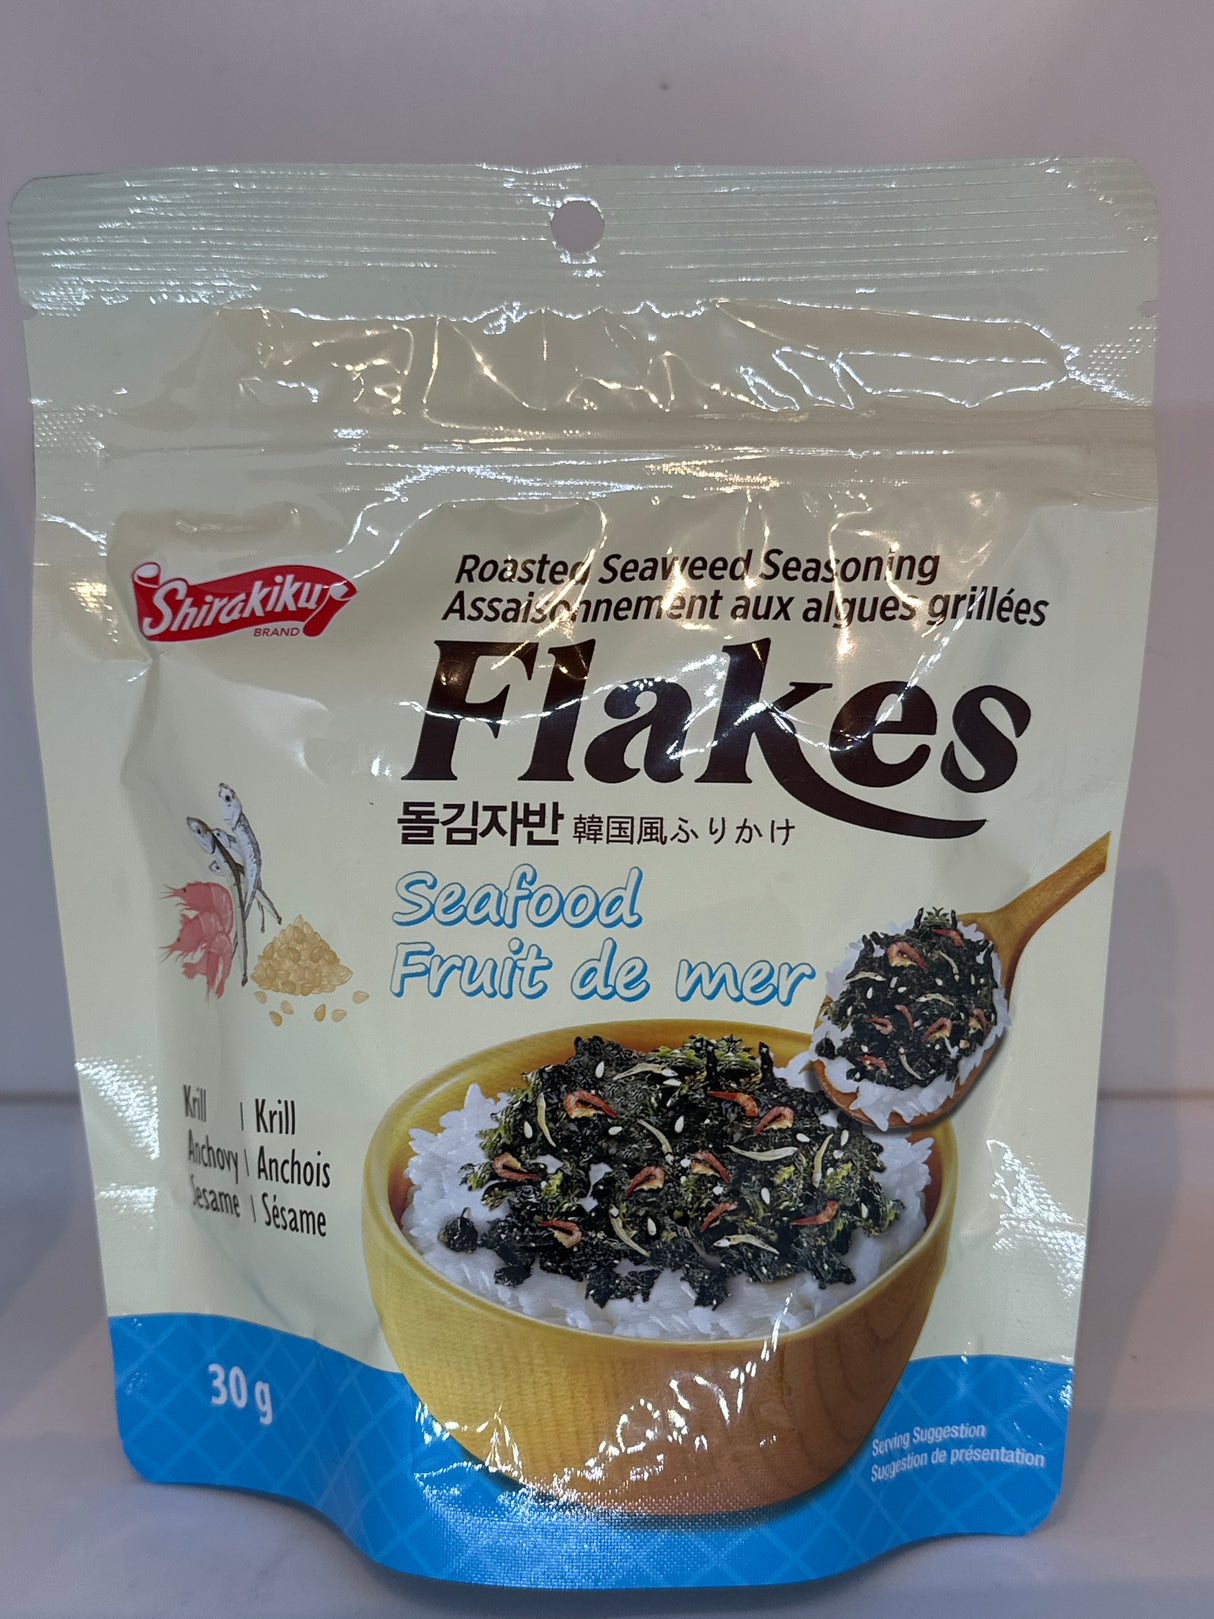 Shirakiku
BRAND
Roasted Seaweed Seasoning
Assaisonnement aux algues grillées
Flakes
돌김자반 韓国風ふりかけ
Seafood
Fruit de mer
Krill | Krill
Anchovy | Anchois
Sesame | Sésame
30 g
Serving Suggestion
Suggestion de présentation